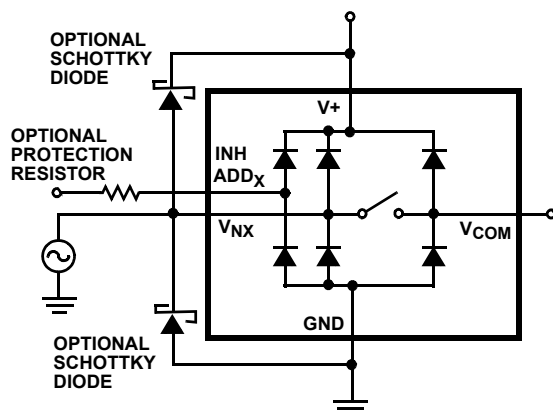 OPTIONAL
SCHOTTKY
DIODE
OPTIONAL
PROTECTION
RESISTOR
INH
ADDX
V+
VNX
VCOM
GND
OPTIONAL
SCHOTTKY
DIODE